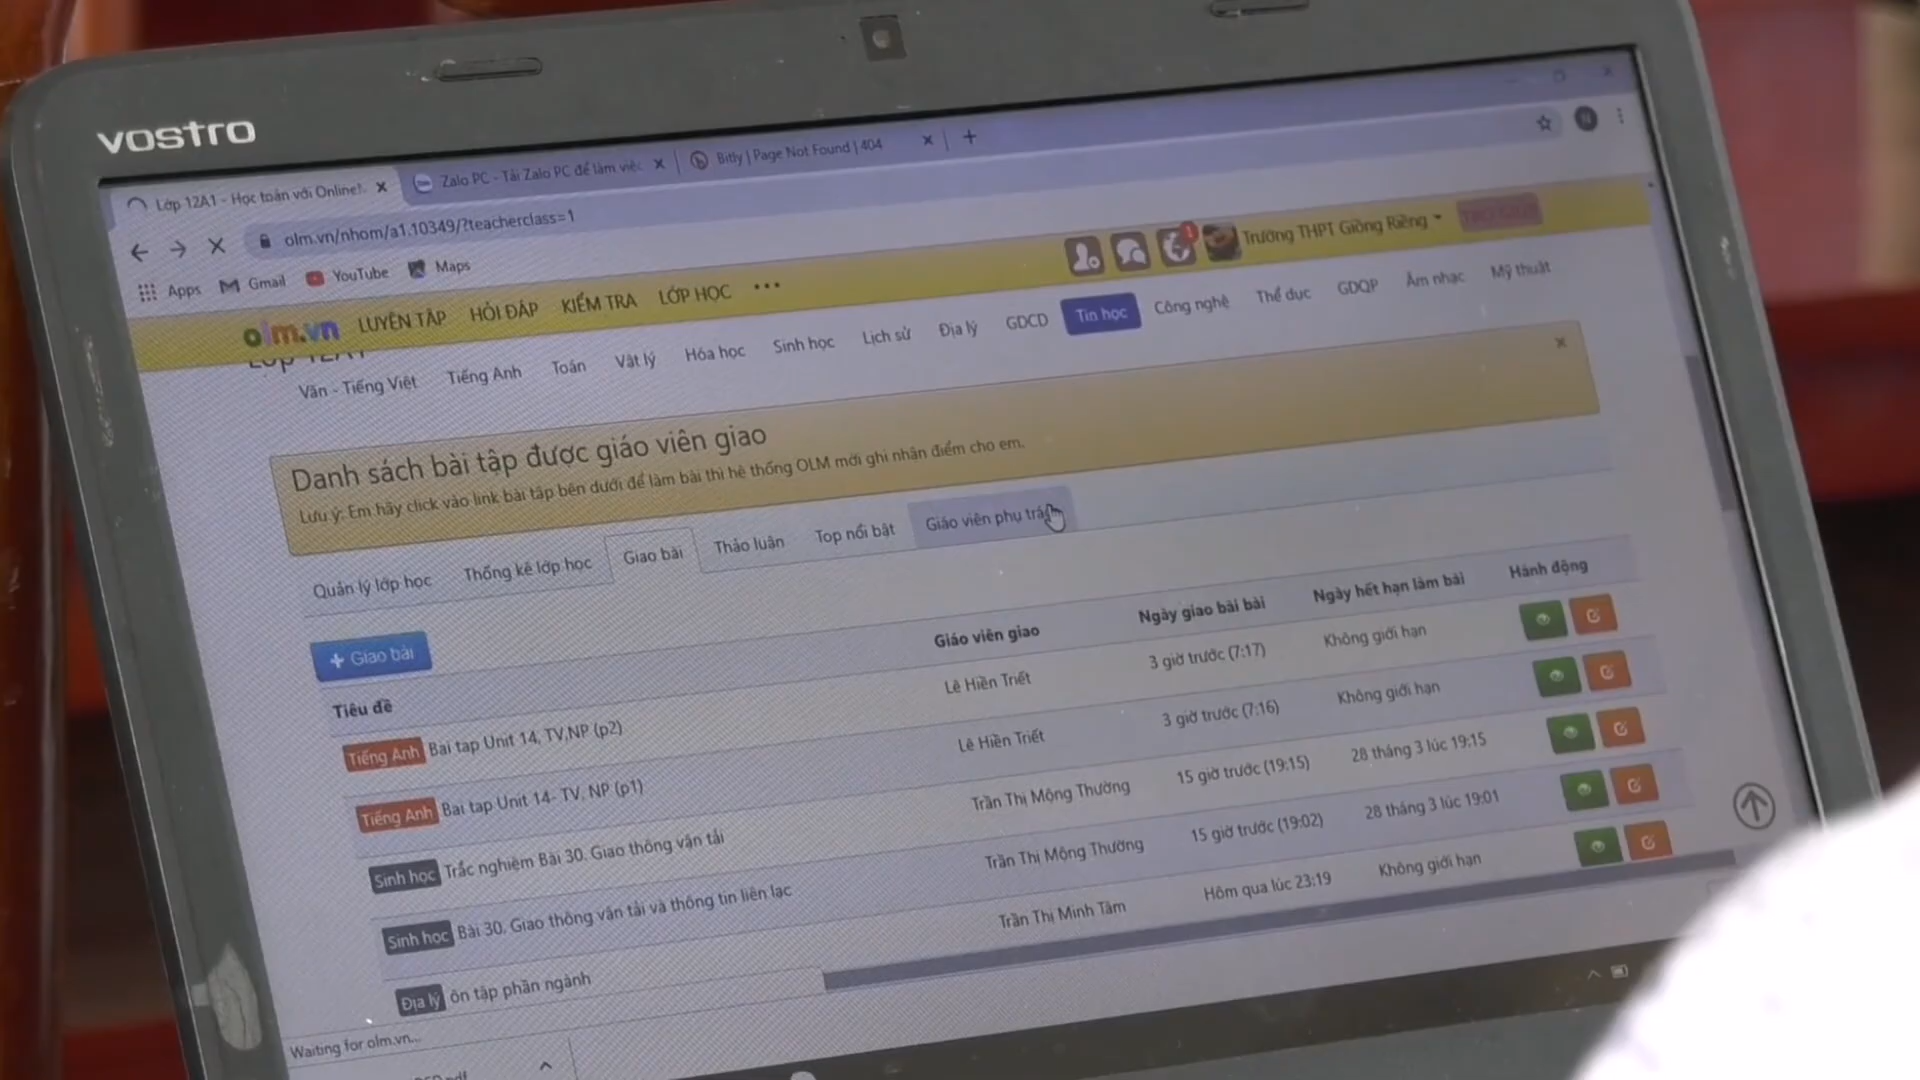 vostro
Lớp 12A1 - Học toán với Online
Zalo PC - Tải Zalo PC để làm việc
Bitly | Page Not Found | 404
olm.vn/nhom/a1.10349/?teacherclass=1
Apps Gmail YouTube Maps
olm.vn LUYỆN TẬP HỎI ĐÁP KIỂM TRA LỚP HỌC ••• 1 Trường THPT Giồng Riềng
Lớp 12A1
Văn - Tiếng Việt Tiếng Anh Toán Vật lý Hóa học Sinh học Lịch sử Địa lý GDCD Tin học Công nghệ Thể dục GDQP Âm nhạc Mỹ thuật
Danh sách bài tập được giáo viên giao
Lưu ý: Em hãy click vào link bài tập bên dưới để làm bài thì hệ thống OLM mới ghi nhận điểm cho em.
Quản lý lớp học Thống kê lớp học Giao bài Thảo luận Top nổi bật Giáo viên phụ trá
+ Giao bài
Tiêu đề Giáo viên giao Ngày giao bài bài Ngày hết hạn làm bài Hành động
Tiếng Anh Bai tap Unit 14, TV,NP (p2) Lê Hiền Triết 3 giờ trước (7:17) Không giới hạn
Tiếng Anh Bai tap Unit 14- TV, NP (p1) Lê Hiền Triết 3 giờ trước (7:16) Không giới hạn
Sinh học Trắc nghiệm Bài 30. Giao thông vận tải Trần Thị Mộng Thường 15 giờ trước (19:15) 28 tháng 3 lúc 19:15
Sinh học Bài 30. Giao thông vận tải và thông tin liên lạc Trần Thị Mộng Thường 15 giờ trước (19:02) 28 tháng 3 lúc 19:01
Địa lý ôn tập phần ngành Trần Thị Minh Tâm Hôm qua lúc 23:19 Không giới hạn
Waiting for olm.vn...